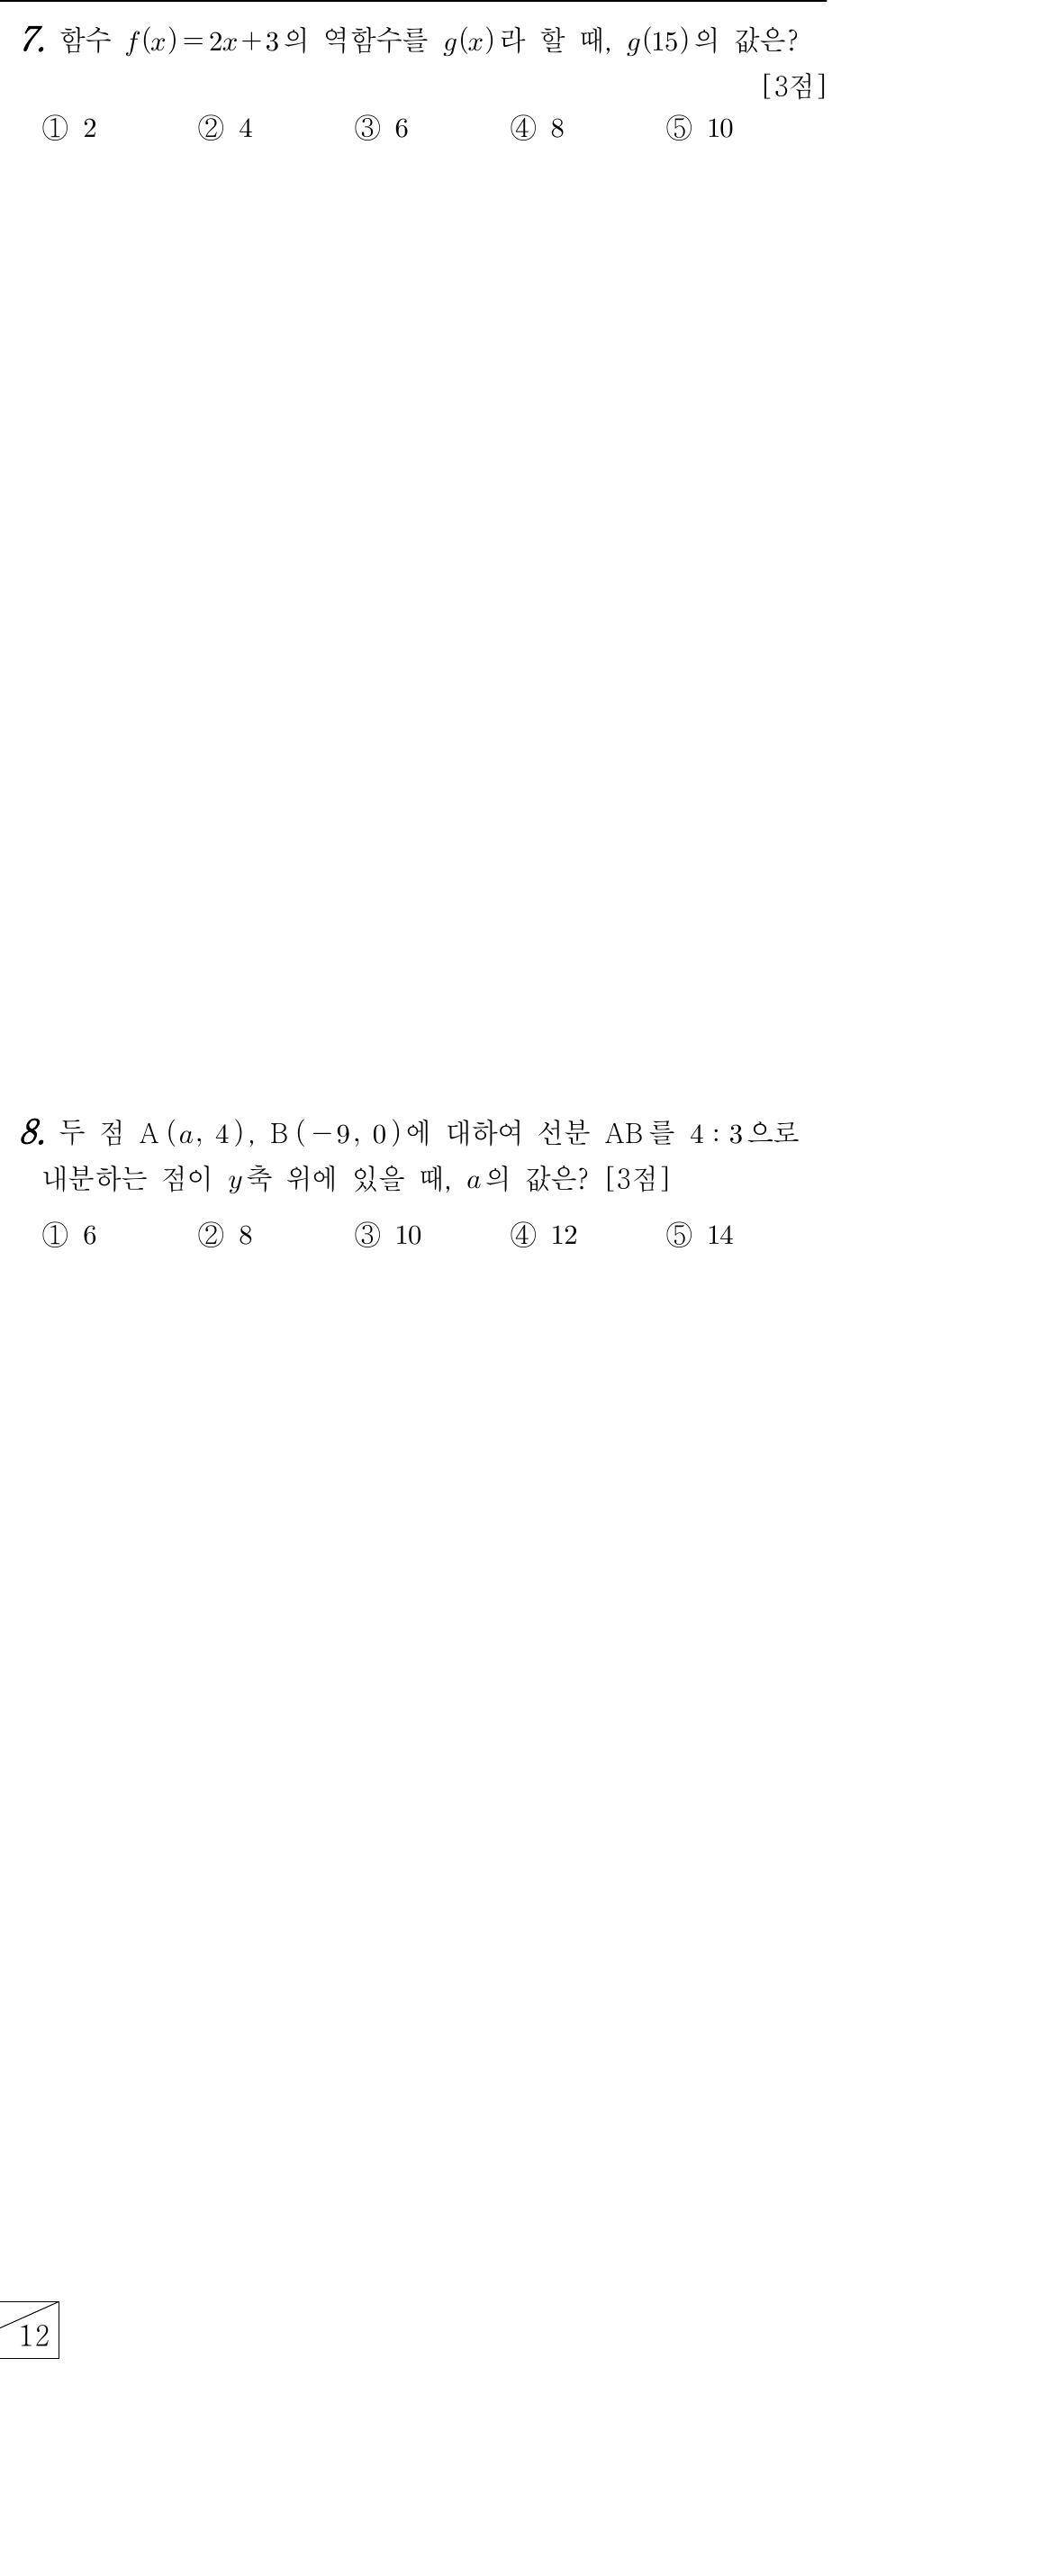 7. 함수 f(x)=2x+3의 역함수를 g(x)라 할 때, g(15)의 값은?
[3점]
① 2 ② 4 ③ 6 ④ 8 ⑤ 10
8. 두 점 A(a, 4), B(−9, 0)에 대하여 선분 AB를 4 : 3으로
내분하는 점이 y축 위에 있을 때, a의 값은? [3점]
① 6 ② 8 ③ 10 ④ 12 ⑤ 14
12